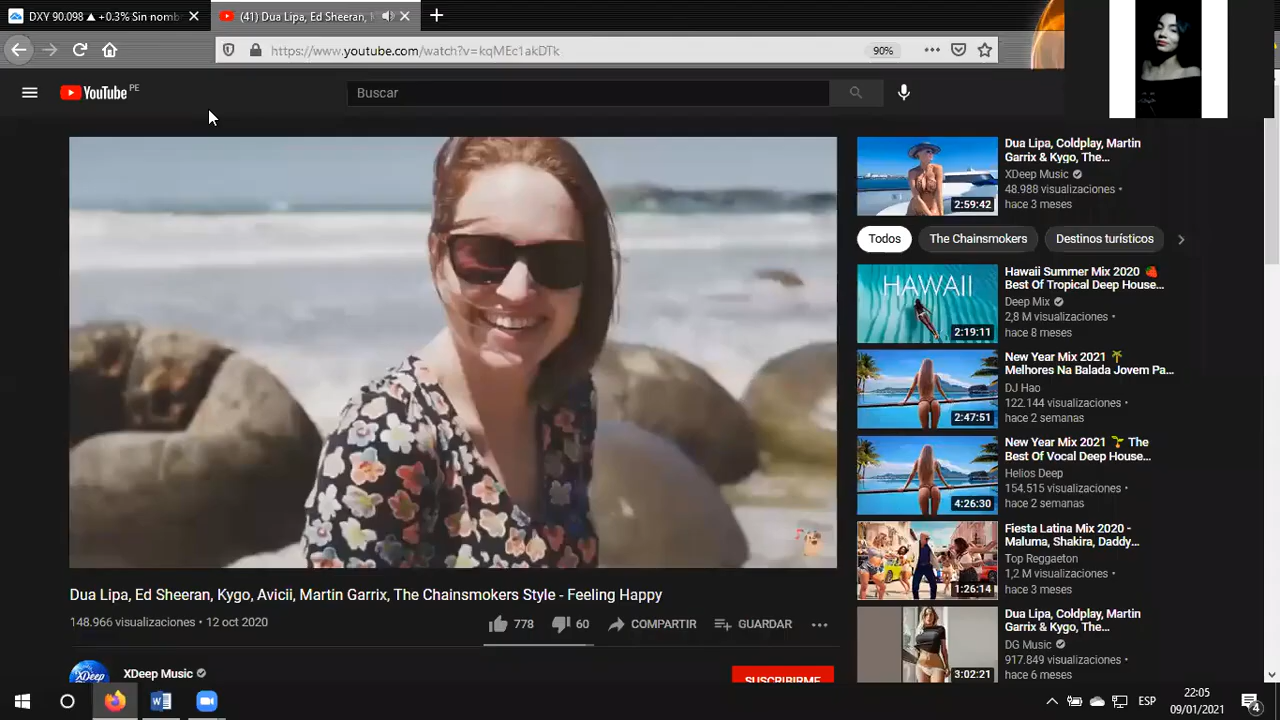 DXY 90.098 ▲ +0.3% Sin nomb
(41) Dua Lipa, Ed Sheeran,
https://www.youtube.com/watch?v=kqMEc1akDTk
90%
YouTube PE
Buscar
Dua Lipa, Ed Sheeran, Kygo, Avicii, Martin Garrix, The Chainsmokers Style - Feeling Happy
148.966 visualizaciones • 12 oct 2020
778
60
COMPARTIR
GUARDAR
XDeep
XDeep Music
SUSCRIBIRME
Dua Lipa, Coldplay, Martin
Garrix & Kygo, The...
XDeep Music
48.988 visualizaciones •
hace 3 meses
2:59:42
Todos
The Chainsmokers
Destinos turísticos
HAWAII
2:19:11
Hawaii Summer Mix 2020 🍓
Best Of Tropical Deep House...
Deep Mix
2,8 M visualizaciones •
hace 8 meses
2:47:51
New Year Mix 2021 🌴
Melhores Na Balada Jovem Pa...
DJ Hao
122.144 visualizaciones •
hace 2 semanas
4:26:30
New Year Mix 2021 🌱 The
Best Of Vocal Deep House...
Helios Deep
154.515 visualizaciones •
hace 2 semanas
1:26:14
Fiesta Latina Mix 2020 -
Maluma, Shakira, Daddy...
Top Reggaeton
1,2 M visualizaciones •
hace 3 meses
3:02:21
Dua Lipa, Coldplay, Martin
Garrix & Kygo, The...
DG Music
917.849 visualizaciones •
hace 6 meses
ESP
22:05
09/01/2021
4